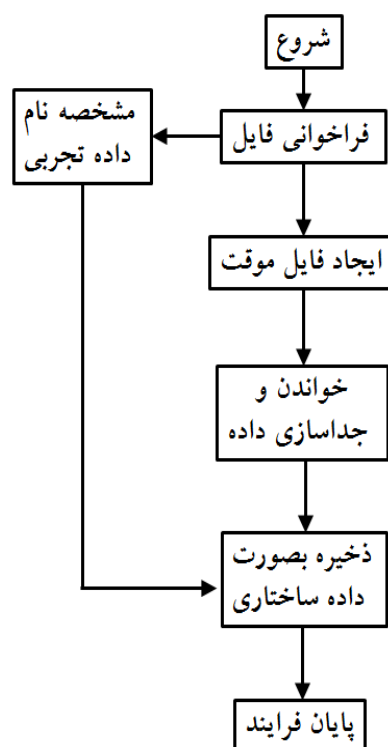 شروع
فراخوانی فایل
مشخصه نام
داده تجربی
ایجاد فایل موقت
خواندن و
جداسازی داده
ذخیره بصورت
داده ساختاری
پایان فرایند